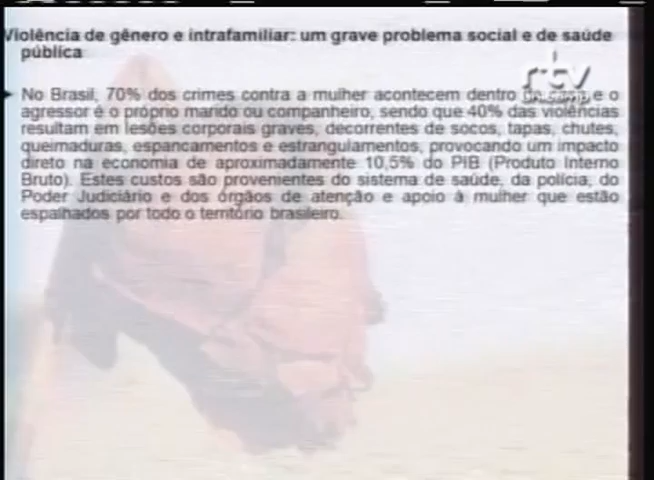 Violência de gênero e intrafamiliar: um grave problema social e de saúde
pública
No Brasil, 70% dos crimes contra a mulher acontecem dentro e o
agressor é o próprio marido ou companheiro, sendo que 40% das violências
resultam em lesões corporais graves, decorrentes de socos, tapas, chutes,
queimaduras, espancamentos e estrangulamentos, provocando um impacto
direto na economia de aproximadamente 10,5% do PIB (Produto Interno
Bruto). Estes custos são provenientes do sistema de saúde, da polícia, do
Poder Judiciário e dos órgãos de atenção e apoio à mulher que estão
espalhados por todo o território brasileiro.
rtv